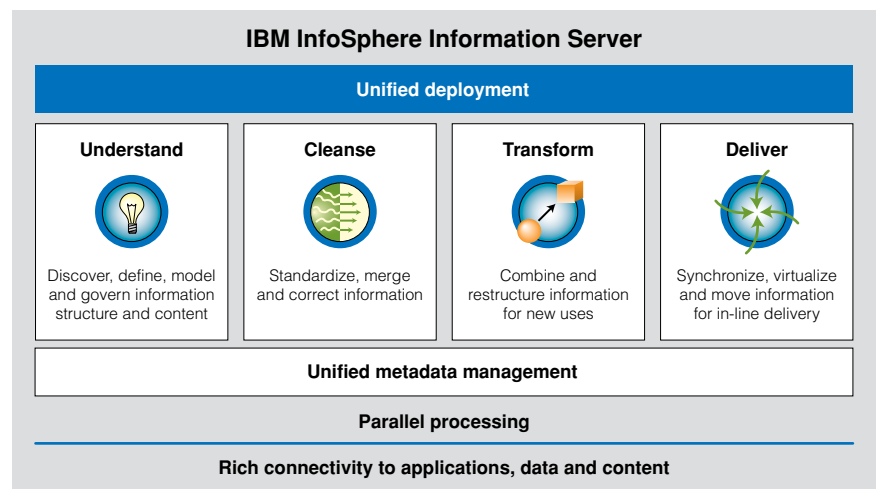 IBM InfoSphere Information Server
Unified deployment
Understand
Discover, define, model
and govern information
structure and content
Cleanse
Standardize, merge
and correct information
Transform
Combine and
restructure information
for new uses
Deliver
Synchronize, virtualize
and move information
for in-line delivery
Unified metadata management
Parallel processing
Rich connectivity to applications, data and content